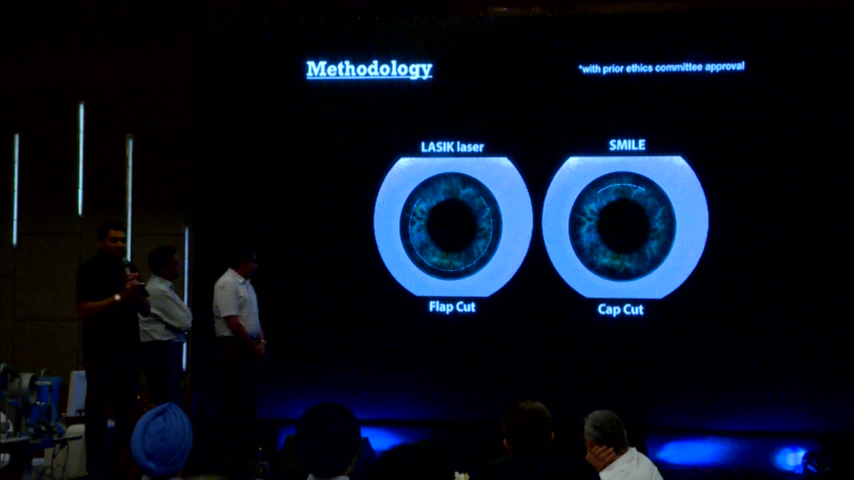 Methodology
*with prior ethics committee approval
LASIK laser
SMILE
Flap Cut
Cap Cut